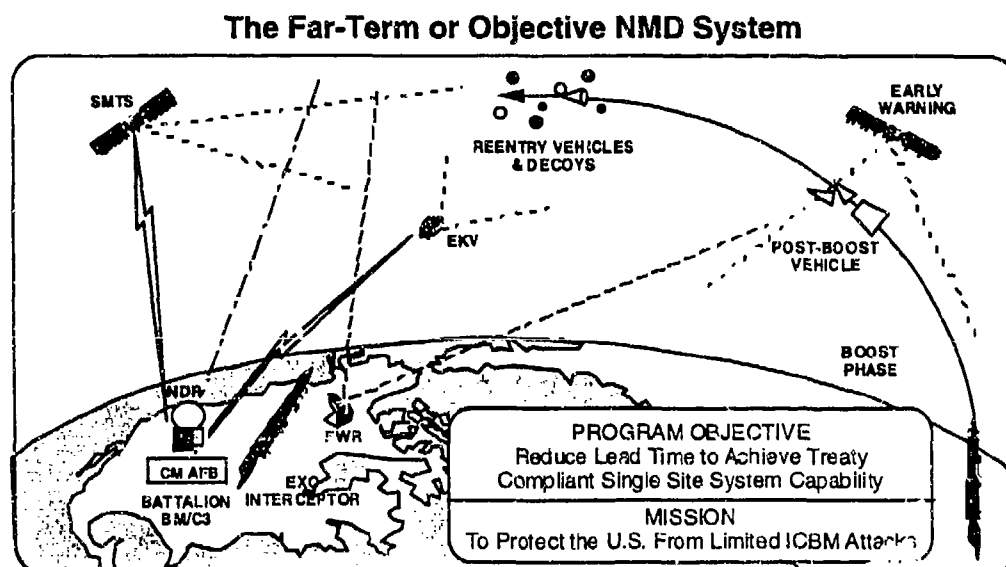 The Far-Term or Objective NMD System
SMTS
REENTRY VEHICLES
& DECOYS
EARLY
WARNING
EKV
POST-BOOST
VEHICLE
BOOST
PHASE
NDR
EWR
CM AFB
BATTALION
BM/C3
EXO
INTERCEPTOR
PROGRAM OBJECTIVE
Reduce Lead Time to Achieve Treaty
Compliant Single Site System Capability
MISSION
To Protect the U.S. From Limited ICBM Attacks